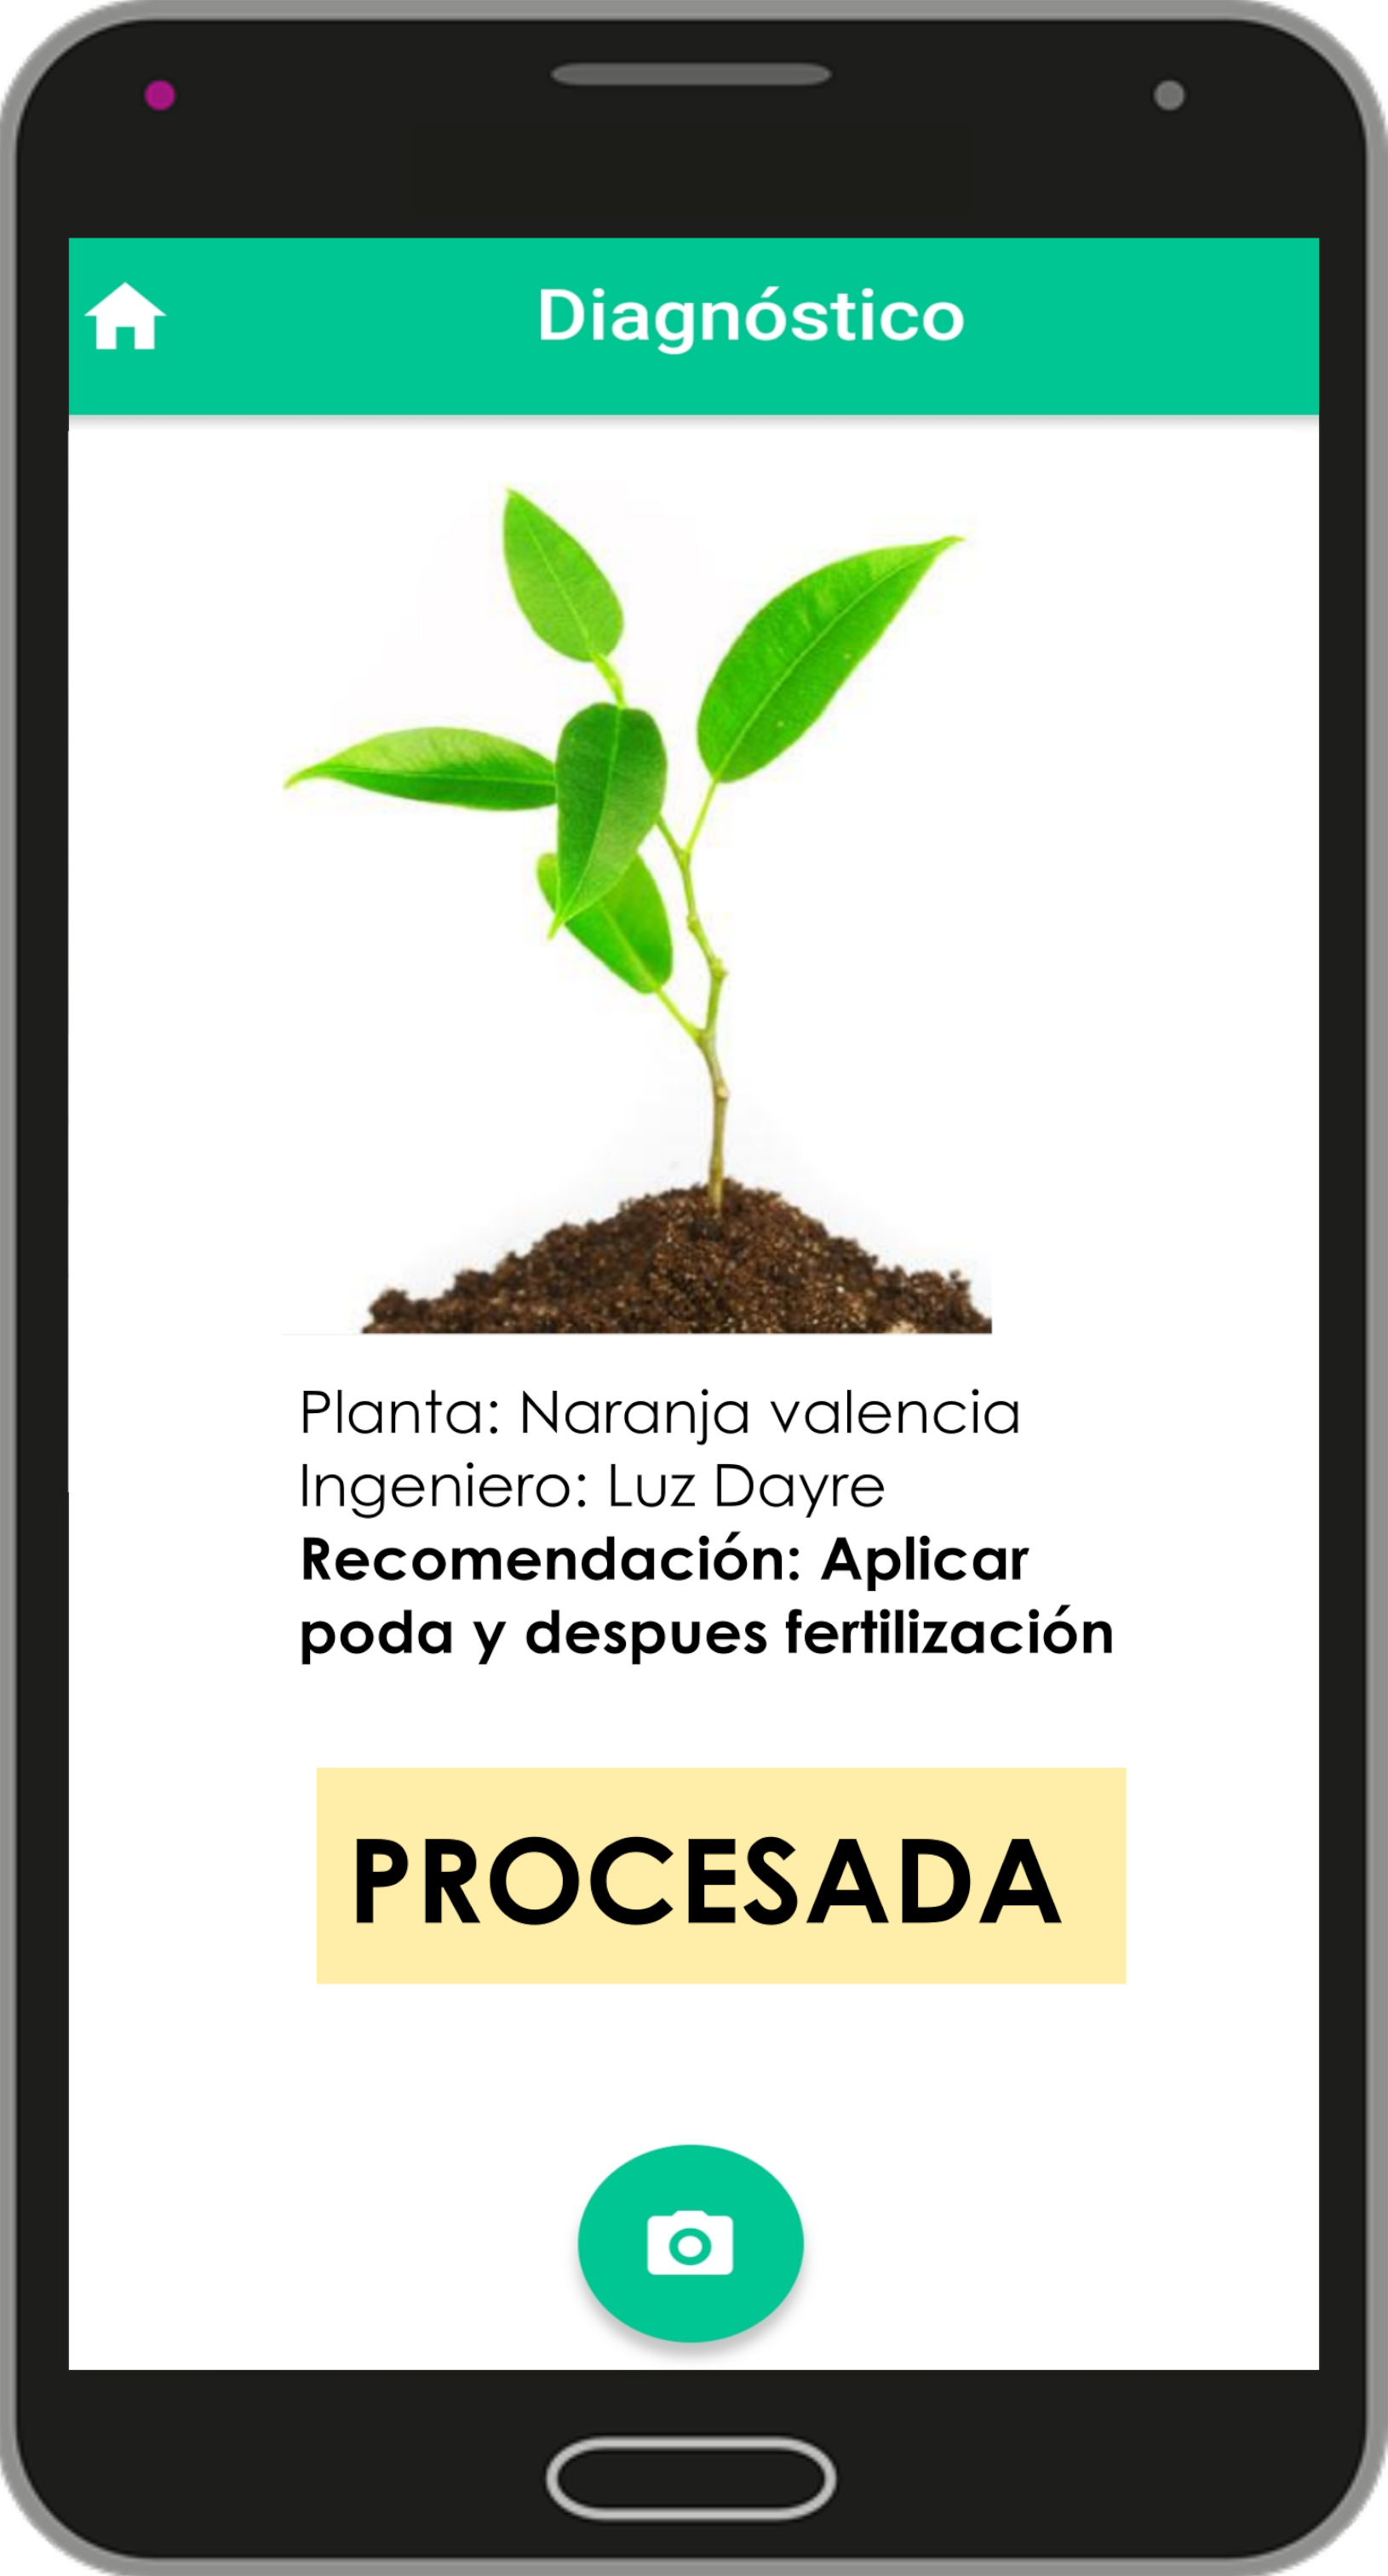 Diagnóstico
Planta: Naranja valencia
Ingeniero: Luz Dayre
Recomendación: Aplicar
poda y despues fertilización
PROCESADA